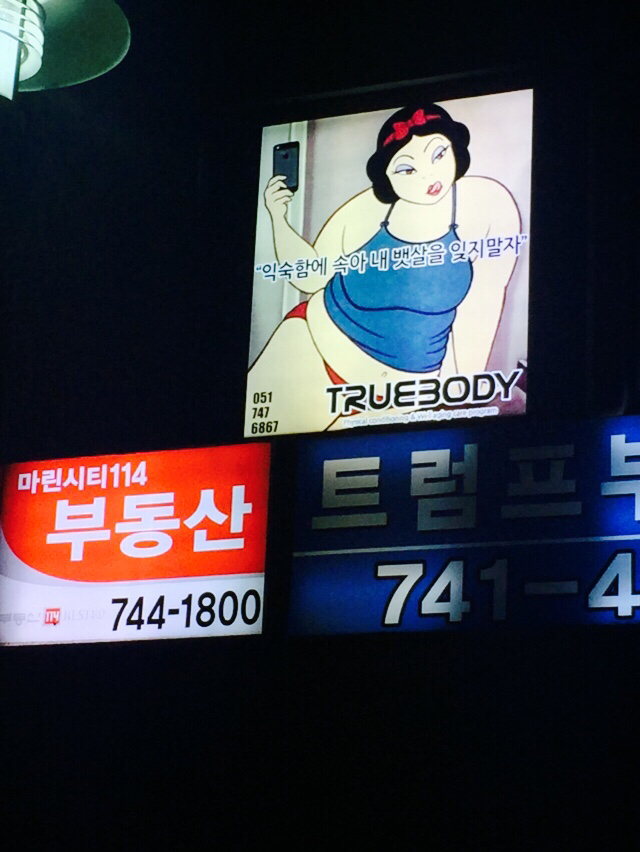 "익숙함에 속아 내 뱃살을 잊지말자"
TRUEBODY
051
747
6867
마린시티114
부동산
744-1800
트럼프부
741-4